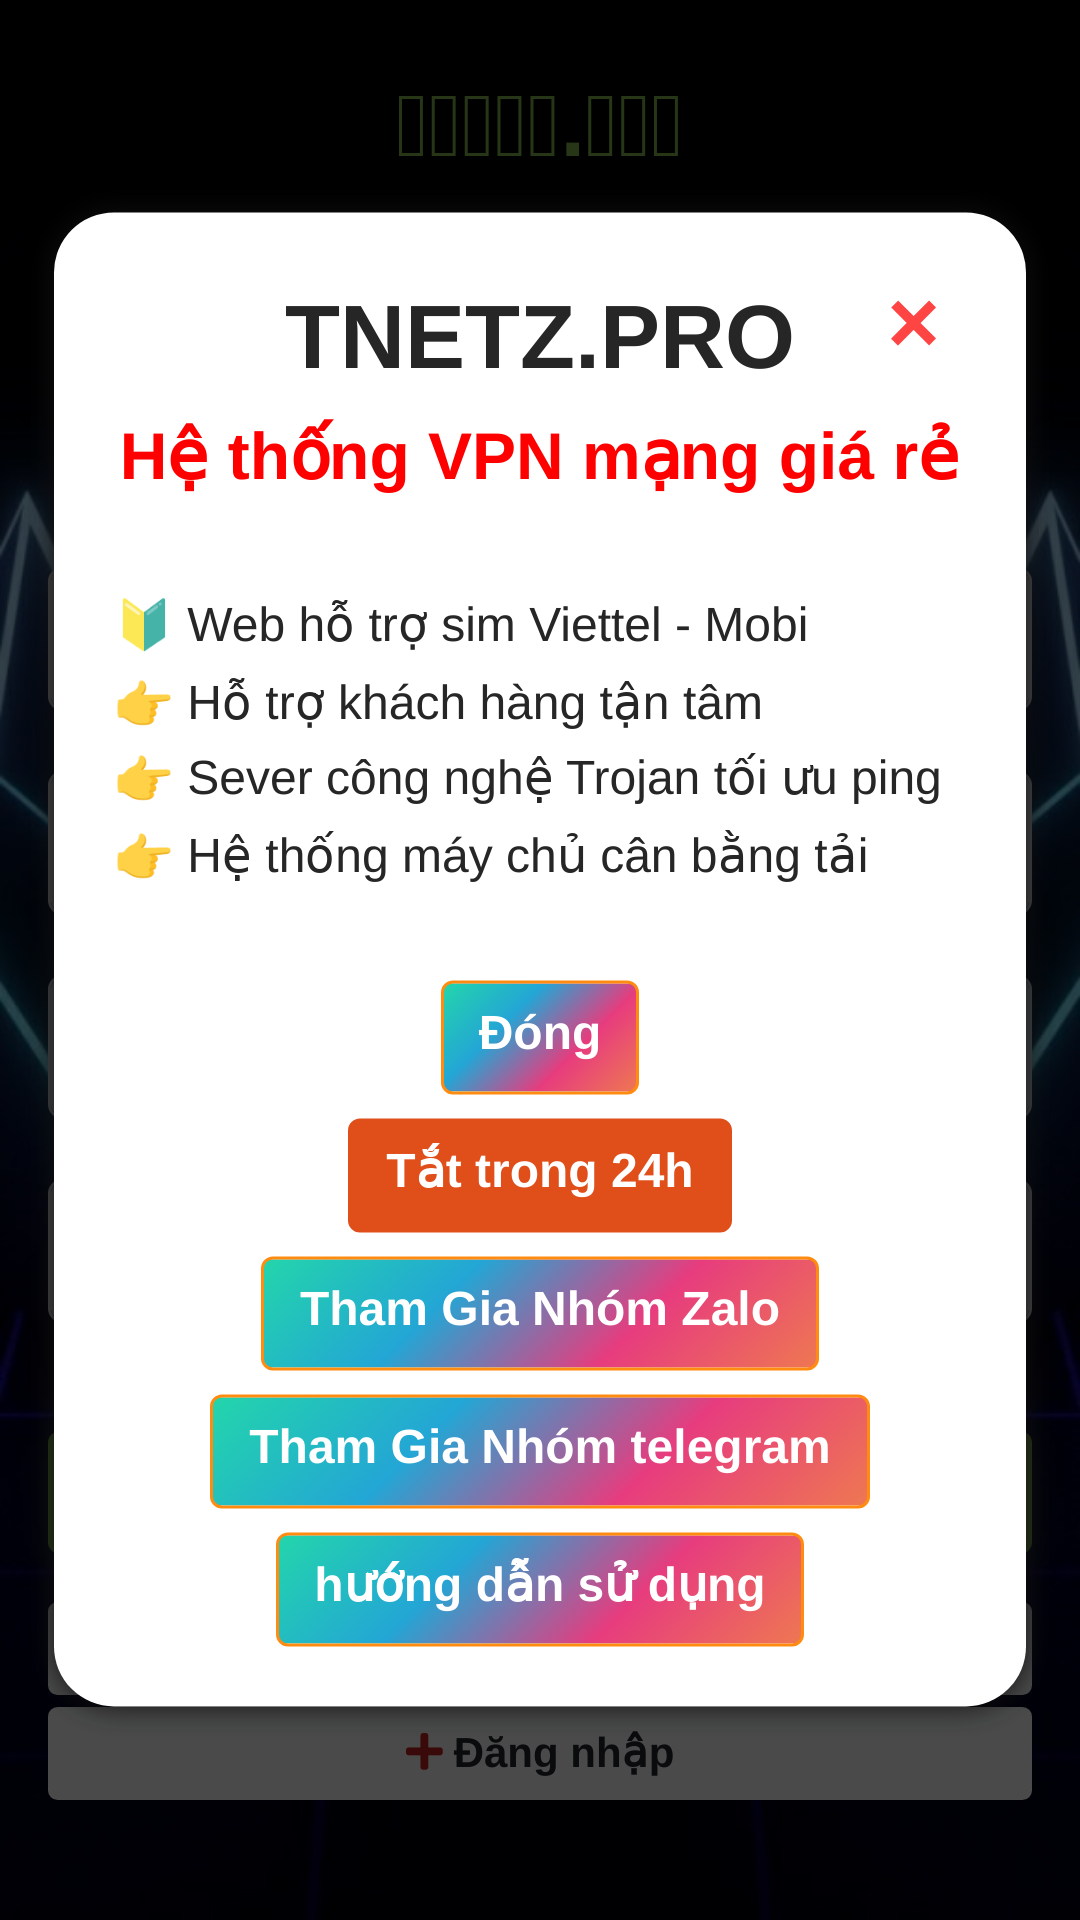 TNETZ.PRO
Hệ thống VPN mạng giá rẻ
🔰 Web hỗ trợ sim Viettel - Mobi
👉 Hỗ trợ khách hàng tận tâm
👉 Sever công nghệ Trojan tối ưu ping
👉 Hệ thống máy chủ cân bằng tải
Đóng
Tắt trong 24h
Tham Gia Nhóm Zalo
Tham Gia Nhóm telegram
hướng dẫn sử dụng
Đăng nhập